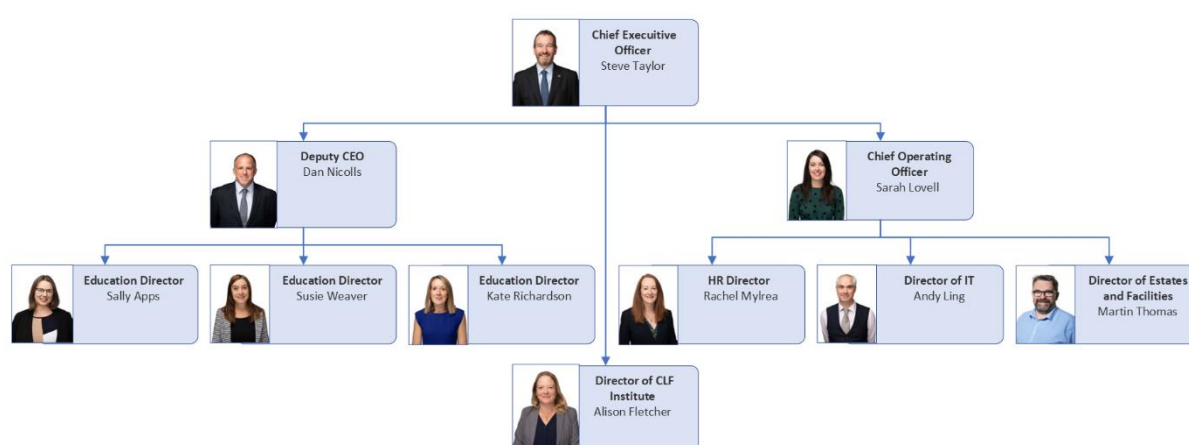 Chief Executive
Officer
Steve Taylor
Deputy CEO
Dan Nicolls
Chief Operating
Officer
Sarah Lovell
Education Director
Sally Apps
Education Director
Susie Weaver
Education Director
Kate Richardson
HR Director
Rachel Mylrea
Director of IT
Andy Ling
Director of Estates
and Facilities
Martin Thomas
Director of CLF
Institute
Alison Fletcher